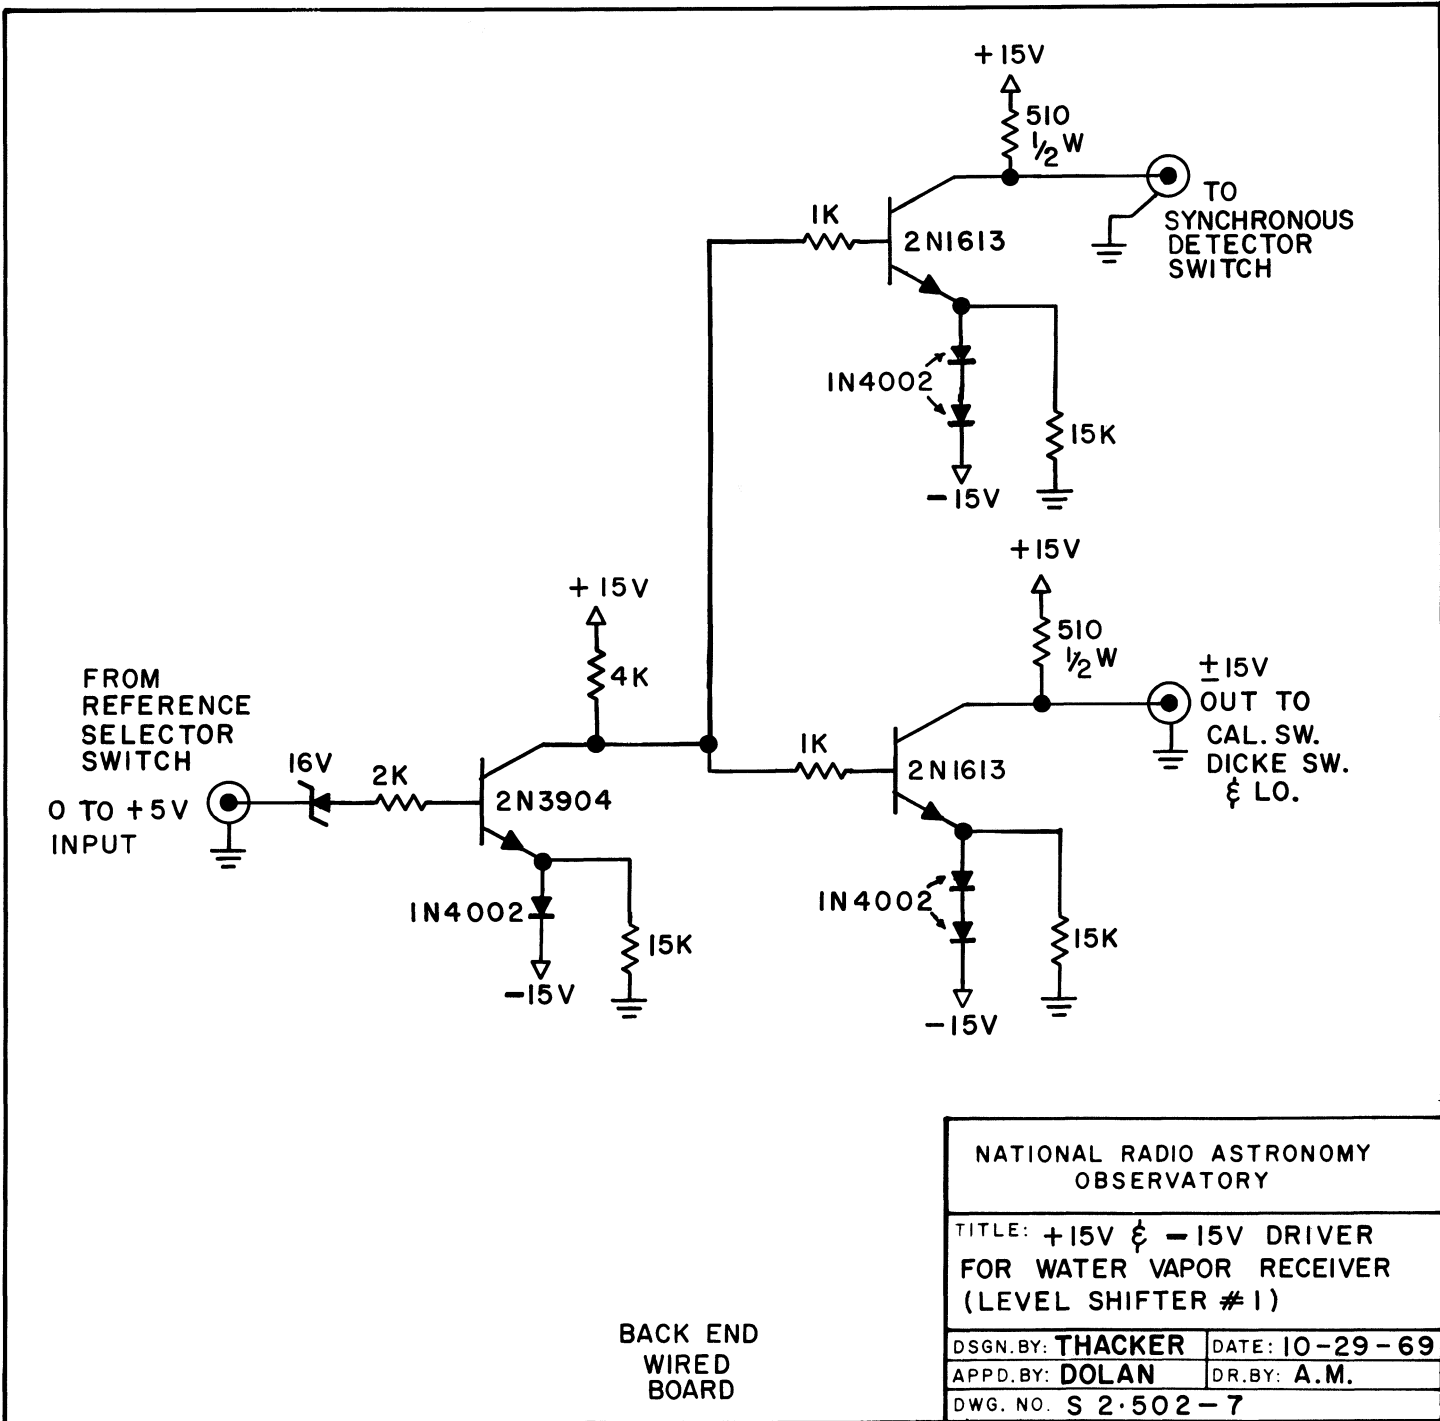 +15V
510
½W
TO
SYNCHRONOUS
DETECTOR
SWITCH
1K
2N1613
1N4002
15K
-15V
+15V
510
½W
±15V
OUT TO
CAL. SW.
DICKE SW.
& LO.
+15V
4K
1K
2N1613
FROM
REFERENCE
SELECTOR
SWITCH
0 TO +5V
INPUT
16V
2K
2N3904
1N4002
15K
-15V
1N4002
15K
-15V
NATIONAL RADIO ASTRONOMY
OBSERVATORY
TITLE: +15V & -15V DRIVER
FOR WATER VAPOR RECEIVER
(LEVEL SHIFTER #1)
DSGN. BY: THACKER DATE: 10-29-69
APPD. BY: DOLAN DR. BY: A.M.
DWG. NO. S 2·502-7
BACK END
WIRED
BOARD